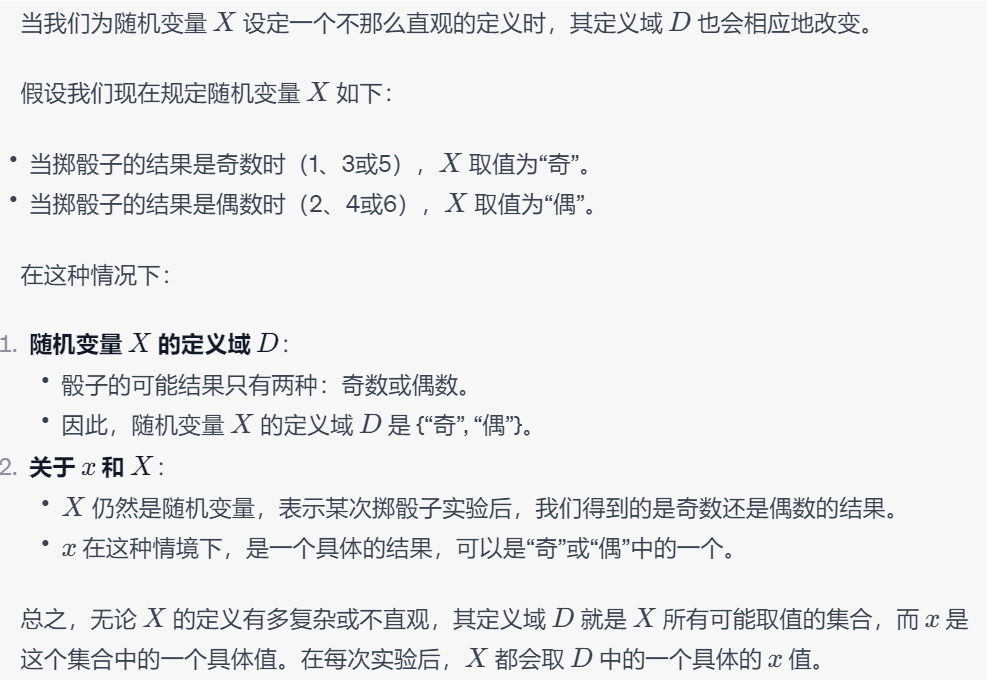 当我们为随机变量 X 设定一个不那么直观的定义时，其定义域 D 也会相应地改变。
假设我们现在规定随机变量 X 如下：
• 当掷骰子的结果是奇数时（1、3或5），X 取值为“奇”。
• 当掷骰子的结果是偶数时（2、4或6），X 取值为“偶”。
在这种情况下：
1. 随机变量 X 的定义域 D：
• 骰子的可能结果只有两种：奇数或偶数。
• 因此，随机变量 X 的定义域 D 是 {“奇”, “偶”}。
2. 关于 x 和 X：
• X 仍然是随机变量，表示某次掷骰子实验后，我们得到的是奇数还是偶数的结果。
• x 在这种情境下，是一个具体的结果，可以是“奇”或“偶”中的一个。
总之，无论 X 的定义有多复杂或不直观，其定义域 D 就是 X 所有可能取值的集合，而 x 是
这个集合中的一个具体值。在每次实验后，X 都会取 D 中的一个具体的 x 值。